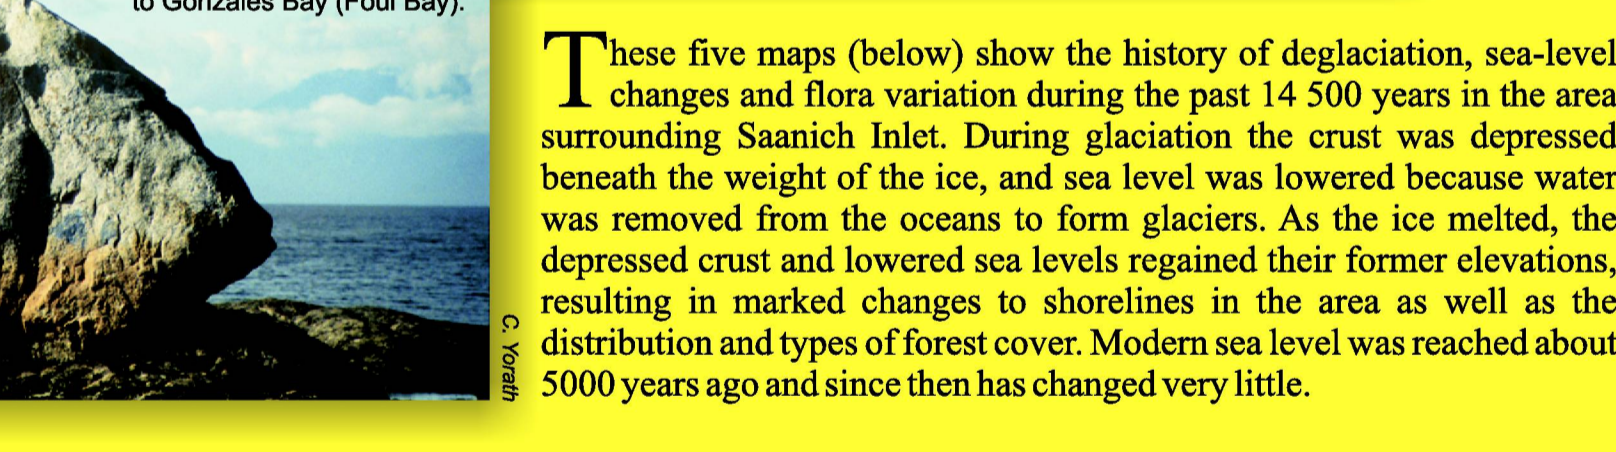 to Gonzales Bay (Foul Bay).
These five maps (below) show the history of deglaciation, sea-level
changes and flora variation during the past 14 500 years in the area
surrounding Saanich Inlet. During glaciation the crust was depressed
beneath the weight of the ice, and sea level was lowered because water
was removed from the oceans to form glaciers. As the ice melted, the
depressed crust and lowered sea levels regained their former elevations,
resulting in marked changes to shorelines in the area as well as the
distribution and types of forest cover. Modern sea level was reached about
5000 years ago and since then has changed very little.
C. Yorath